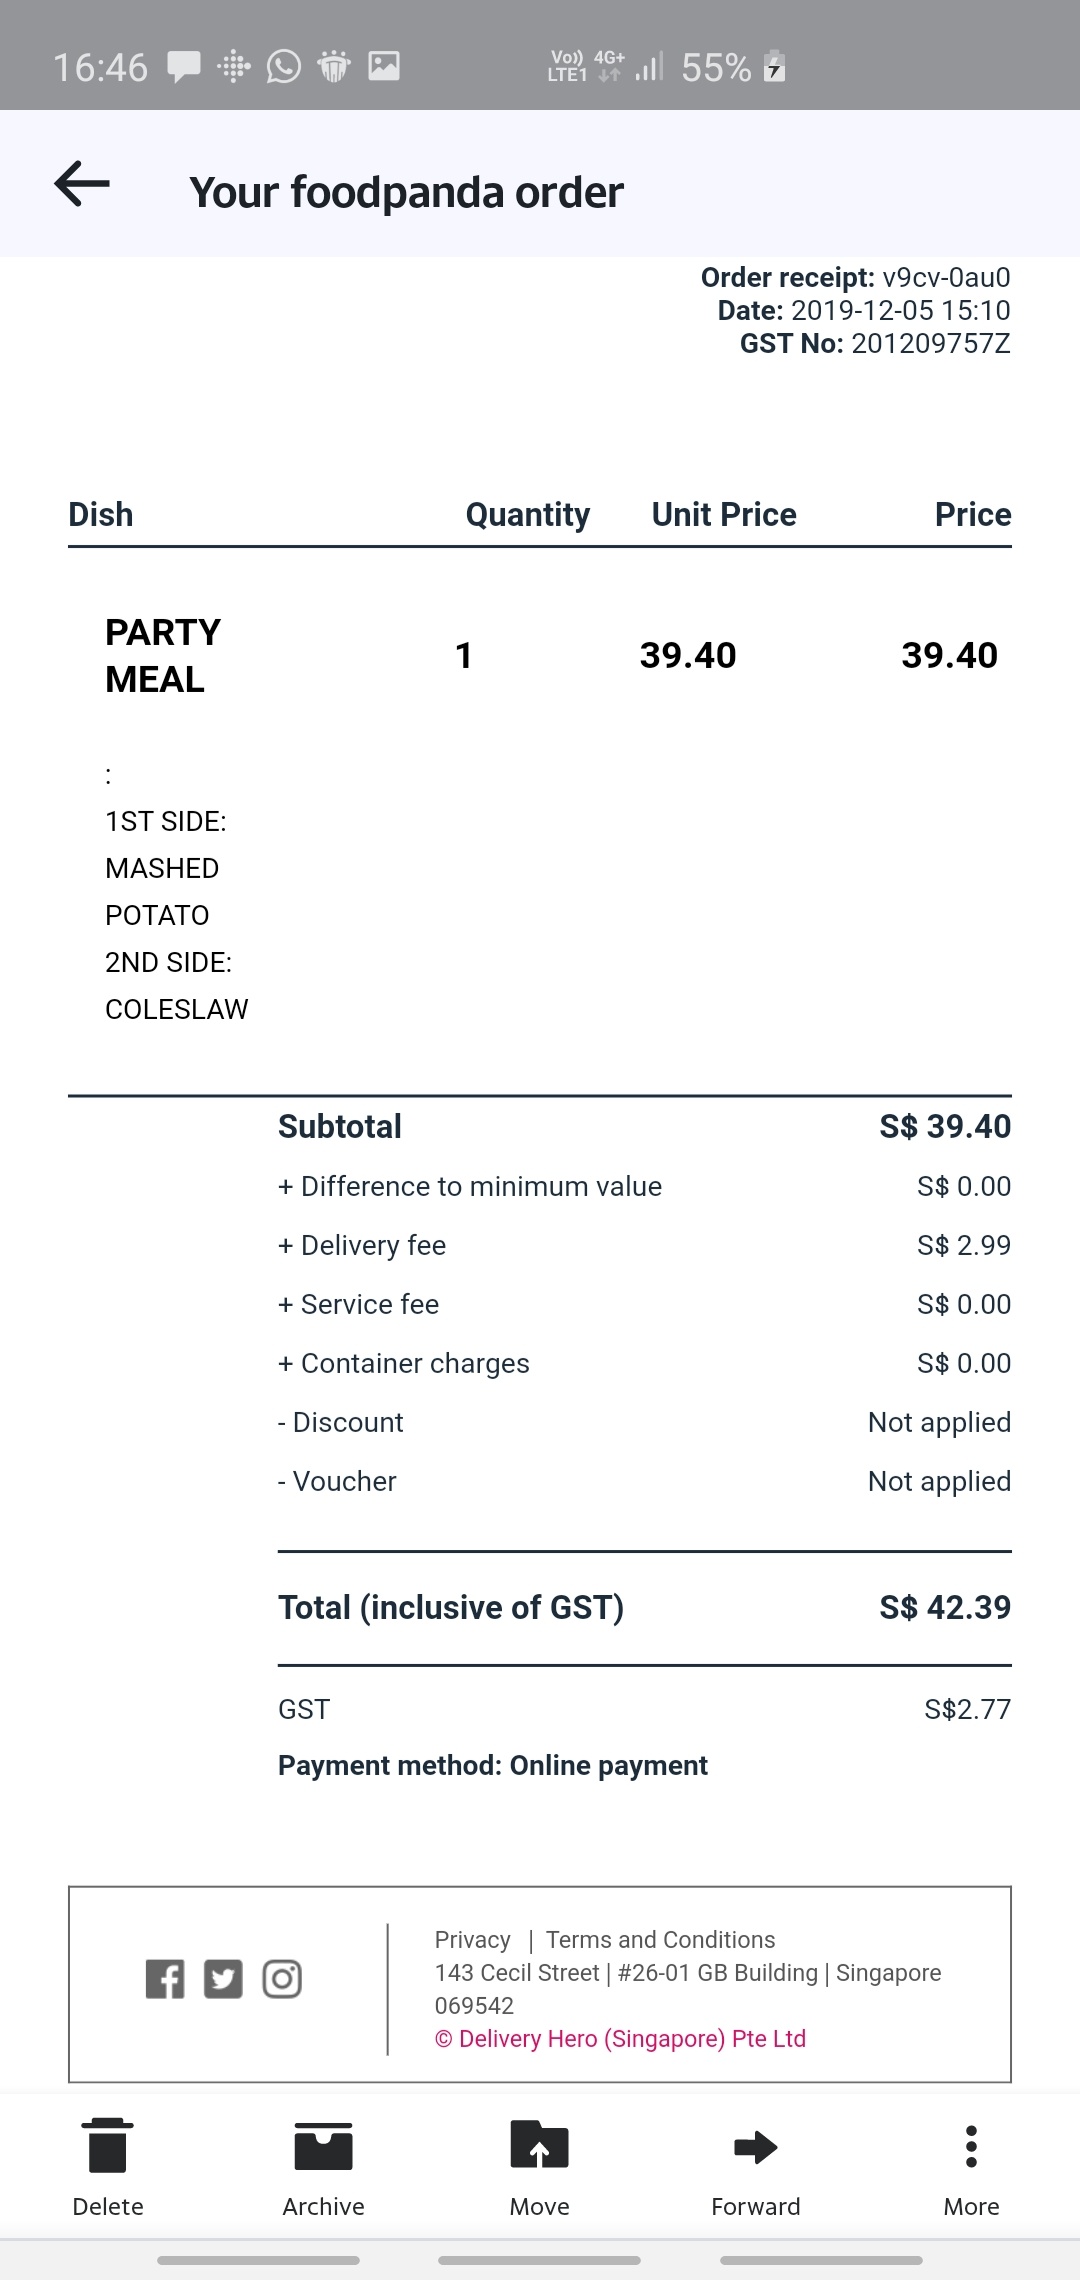 16:46
Vo)) 4G+
LTE1
55%
Your foodpanda order
Order receipt: v9cv-0au0
Date: 2019-12-05 15:10
GST No: 201209757Z
Dish Quantity Unit Price Price
PARTY
MEAL
1 39.40 39.40
:
1ST SIDE:
MASHED
POTATO
2ND SIDE:
COLESLAW
Subtotal S$ 39.40
+ Difference to minimum value S$ 0.00
+ Delivery fee S$ 2.99
+ Service fee S$ 0.00
+ Container charges S$ 0.00
- Discount Not applied
- Voucher Not applied
Total (inclusive of GST) S$ 42.39
GST S$2.77
Payment method: Online payment
Privacy | Terms and Conditions
143 Cecil Street | #26-01 GB Building | Singapore
069542
© Delivery Hero (Singapore) Pte Ltd
Delete Archive Move Forward More